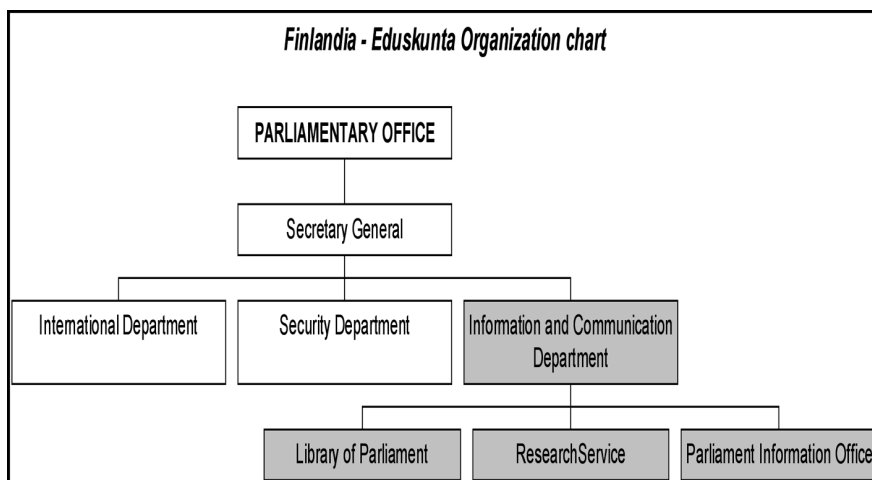 Finlandia - Eduskunta Organization chart
PARLIAMENTARY OFFICE
Secretary General
International Department
Security Department
Information and Communication
Department
Library of Parliament
ResearchService
Parliament Information Office